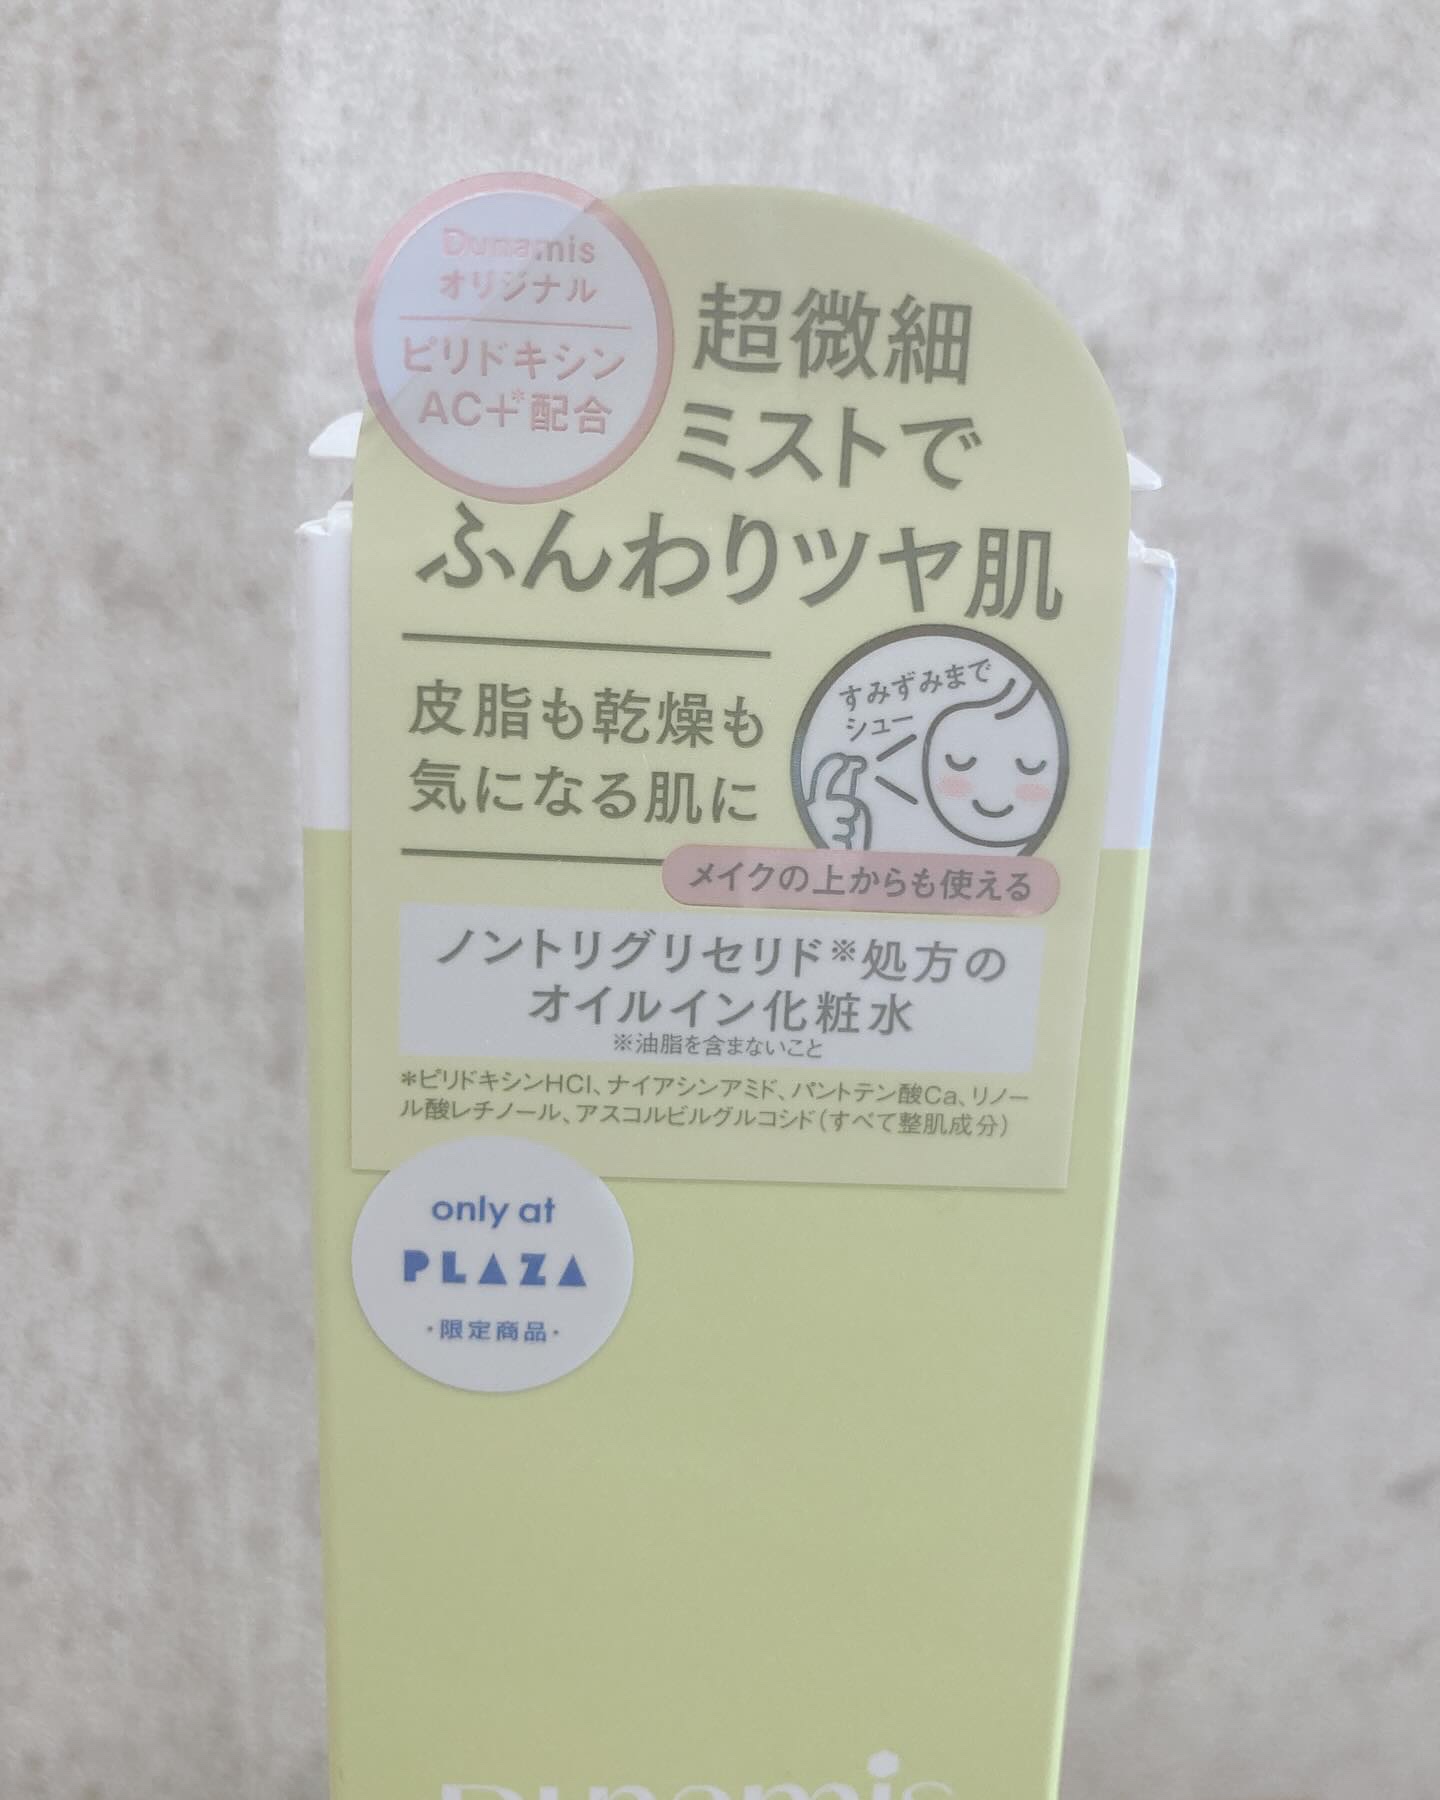 Dunamis
オリジナル
ピリドキシン
AC+*配合
超微細
ミストで
ふんわりツヤ肌
皮脂も乾燥も
気になる肌に
すみずみまで
シュー
メイクの上からも使える
ノントリグリセリド※処方の
オイルイン化粧水
※油脂を含まないこと
*ピリドキシンHCl、ナイアシンアミド、パントテン酸Ca、リノー
ル酸レチノール、アスコルビルグルコシド（すべて整肌成分）
only at
PLAZA
・限定商品・
Dunamis